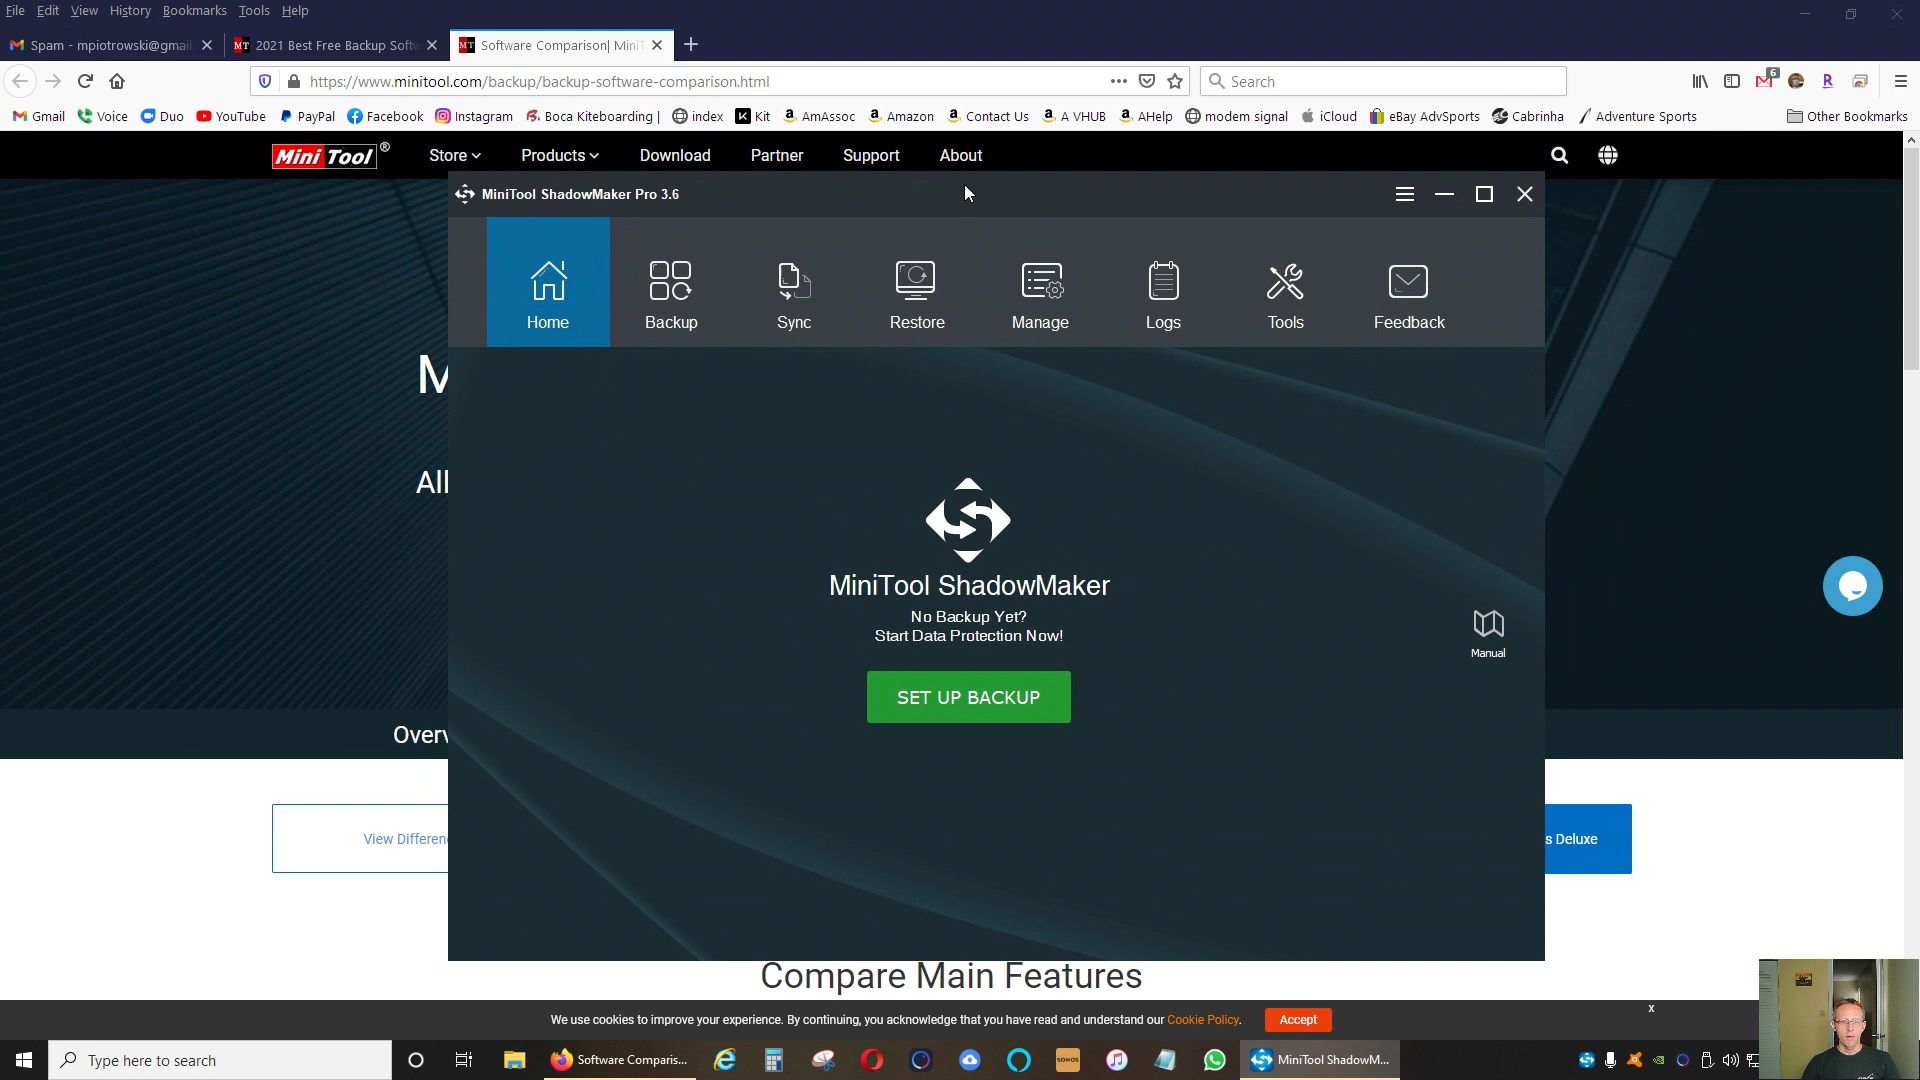 File Edit View History Bookmarks Tools Help
Spam - mpiotrowski@gmail
MT 2021 Best Free Backup Softw
MT Software Comparison| MiniT
https://www.minitool.com/backup/backup-software-comparison.html
Search
6
Gmail Voice Duo YouTube PayPal Facebook Instagram Boca Kiteboarding | index Kit AmAssoc Amazon Contact Us A VHUB AHelp modem signal iCloud eBay AdvSports Cabrinha Adventure Sports Other Bookmarks
Mini Tool ®
Store Products Download Partner Support About
MiniTool ShadowMaker Pro 3.6
Home Backup Sync Restore Manage Logs Tools Feedback
M
All
MiniTool ShadowMaker
No Backup Yet?
Start Data Protection Now!
Manual
SET UP BACKUP
Overv
View Differen
s Deluxe
Compare Main Features
We use cookies to improve your experience. By continuing, you acknowledge that you have read and understand our Cookie Policy.
Accept
x
Type here to search
Software Comparis...
SONOS
MiniTool ShadowM...